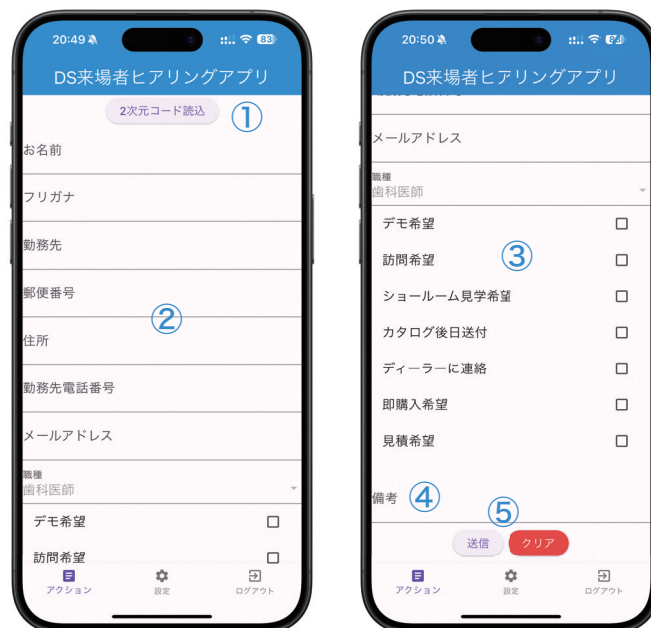 20:49
83
DS来場者ヒアリングアプリ
2次元コード読込
①
お名前
フリガナ
勤務先
郵便番号
②
住所
勤務先電話番号
メールアドレス
職種
歯科医師
デモ希望
訪問希望
アクション
設定
ログアウト
20:50
DS来場者ヒアリングアプリ
メールアドレス
職種
歯科医師
デモ希望
訪問希望
③
ショールーム見学希望
カタログ後日送付
ディーラーに連絡
即購入希望
見積希望
備考
④
⑤
送信
クリア
アクション
設定
ログアウト